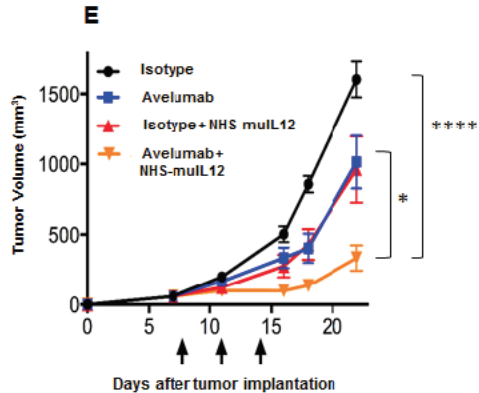 E
Tumor Volume (mm³)
1500
1000
500
0
Isotype
Avelumab
Isotype+NHS muIL12
Avelumab+
NHS-muIL12
****
*
0
5
10
15
20
Days after tumor implantation